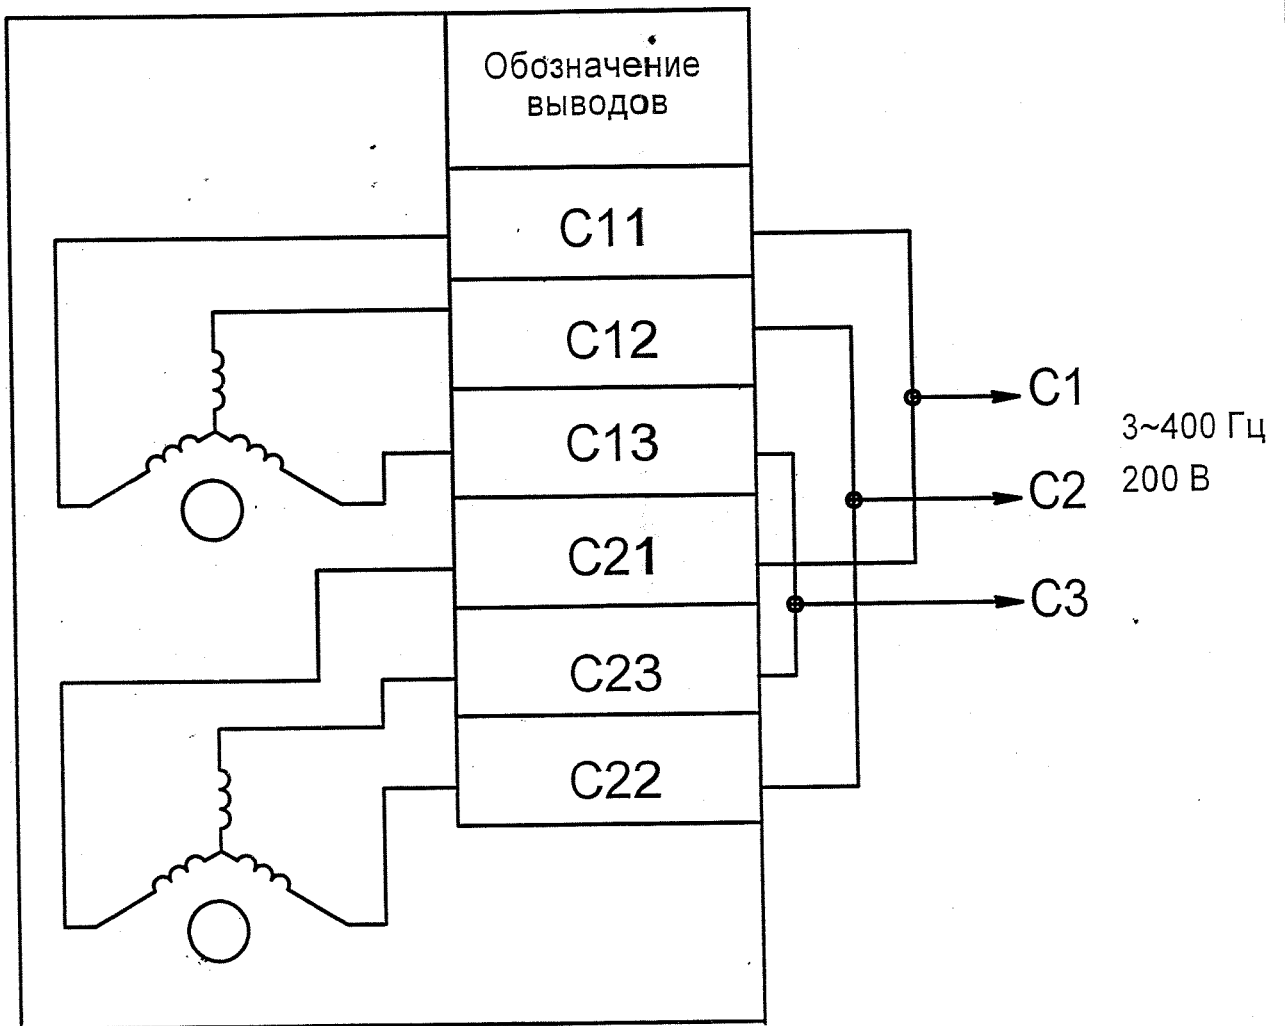 Обозначение
выводов
С11
С12
С13
С21
С23
С22
С1
С2
С3
3~400 Гц
200 В